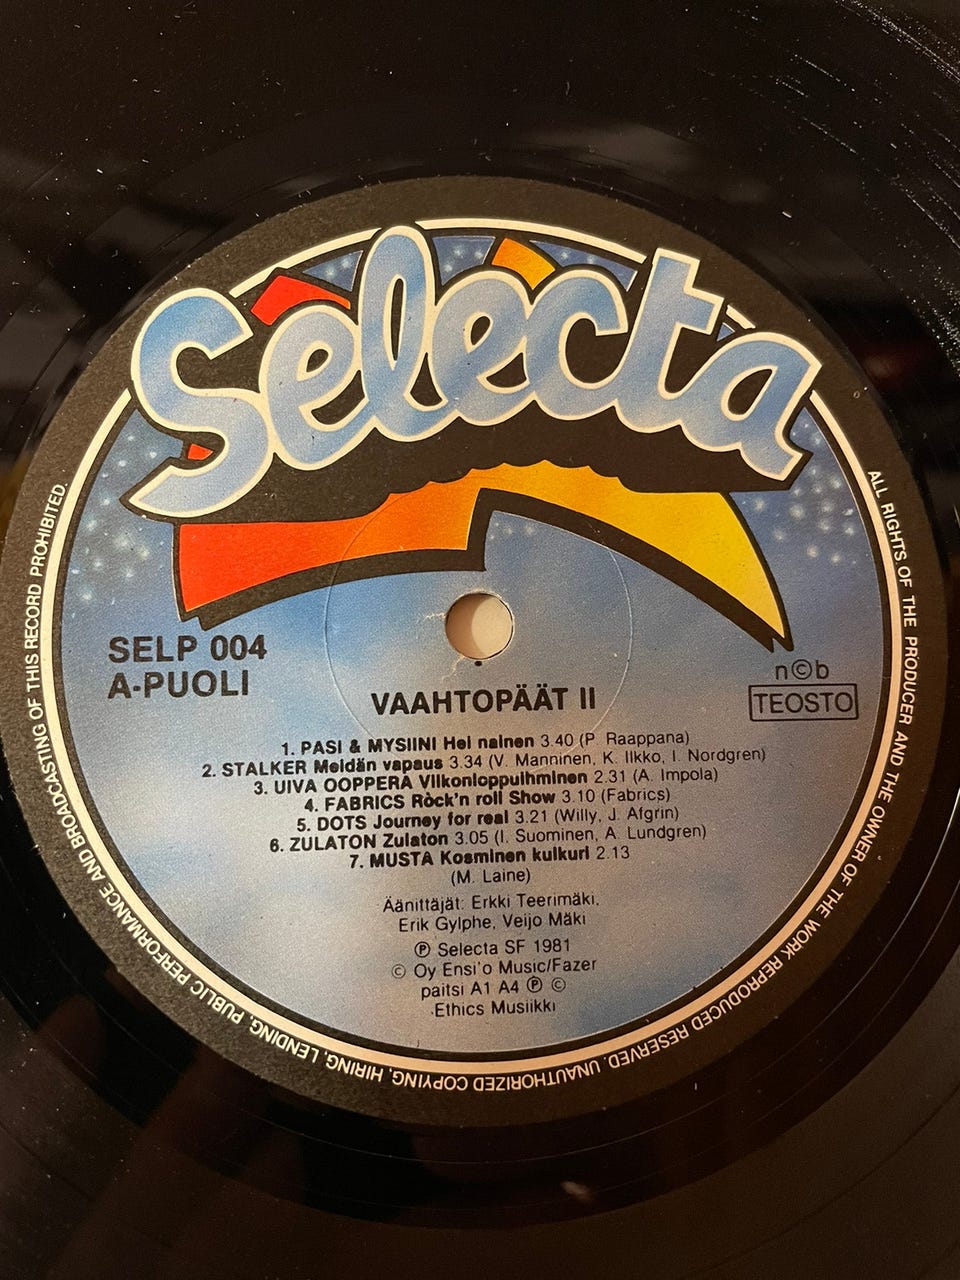 Selecta
SELP 004
A-PUOLI
n©b
TEOSTO
VAAHTOPÄÄT II
1. PASI & MYSIINI Hei nainen 3.40 (P. Raappana)
2. STALKER Meidän vapaus 3.34 (V. Manninen, K. Ilkko, I. Nordgren)
3. UIVA OOPPERA Viikonloppuihminen 2.31 (A. Impola)
4. FABRICS Ròck'n roll Show 3.10 (Fabrics)
5. DOTS Journey for real 3.21 (Willy, J. Afgrin)
6. ZULATON Zulaton 3.05 (I. Suominen, A. Lundgren)
7. MUSTA Kosminen kulkuri 2.13
(M. Laine)
Äänittäjät: Erkki Teerimäki,
Erik Gylphe, Veijo Mäki
℗ Selecta SF 1981
© Oy Ensi'o Music/Fazer
paitsi A1 A4 ℗ ©
Ethics Musiikki
ALL RIGHTS OF THE PRODUCER AND THE OWNER OF THE WORK REPRODUCED RESERVED. UNAUTHORIZED COPYING, HIRING, LENDING, PUBLIC PERFORMANCE AND BROADCASTING OF THIS RECORD PROHIBITED.